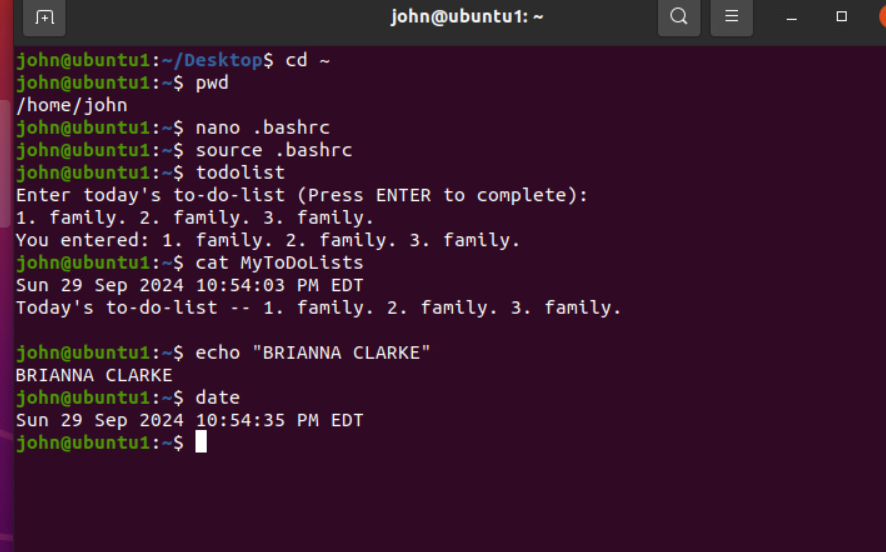 john@ubuntu1: ~
john@ubuntu1:~/Desktop$ cd ~
john@ubuntu1:~$ pwd
/home/john
john@ubuntu1:~$ nano .bashrc
john@ubuntu1:~$ source .bashrc
john@ubuntu1:~$ todolist
Enter today's to-do-list (Press ENTER to complete):
1. family. 2. family. 3. family.
You entered: 1. family. 2. family. 3. family.
john@ubuntu1:~$ cat MyToDoLists
Sun 29 Sep 2024 10:54:03 PM EDT
Today's to-do-list -- 1. family. 2. family. 3. family.
john@ubuntu1:~$ echo "BRIANNA CLARKE"
BRIANNA CLARKE
john@ubuntu1:~$ date
Sun 29 Sep 2024 10:54:35 PM EDT
john@ubuntu1:~$